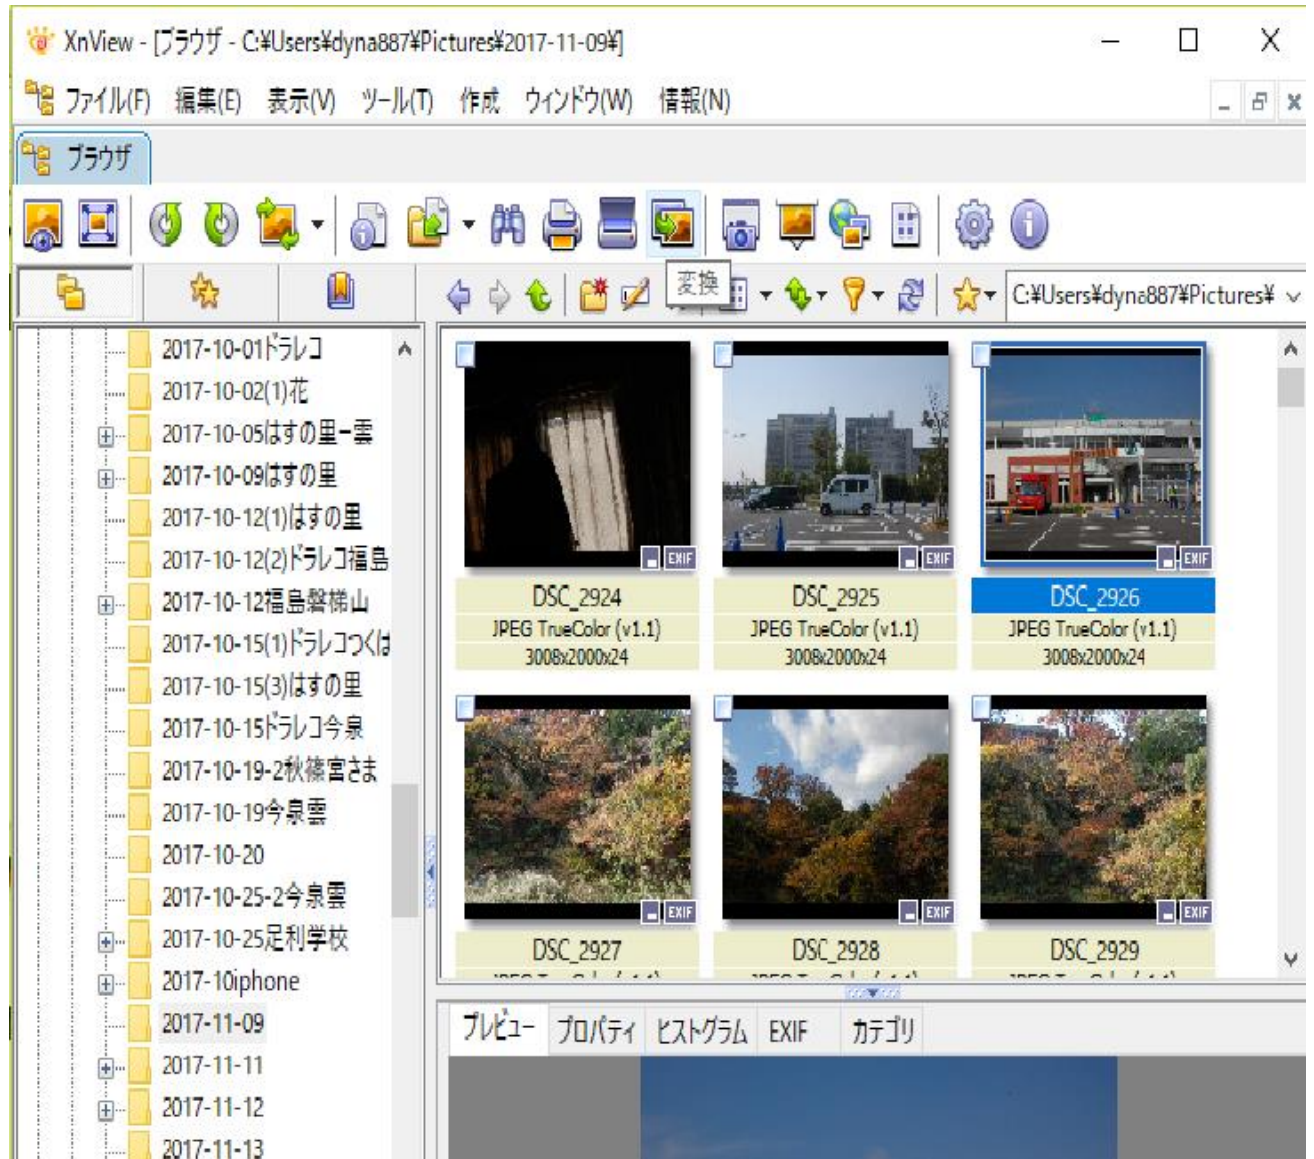 XnView - [ブラウザ - C:¥Users¥dyna887¥Pictures¥2017-11-09¥]
ファイル(F) 編集(E) 表示(V) ツール(T) 作成 ウィンドウ(W) 情報(N)
ブラウザ
変換
C:¥Users¥dyna887¥Pictures¥
2017-10-01ドラレコ
2017-10-02(1)花
2017-10-05はすの里ー雲
2017-10-09はすの里
2017-10-12(1)はすの里
2017-10-12(2)ドラレコ福島
2017-10-12福島磐梯山
2017-10-15(1)ドラレコつくは
2017-10-15(3)はすの里
2017-10-15ドラレコ今泉
2017-10-19-2秋篠宮さま
2017-10-19今泉雲
2017-10-20
2017-10-25-2今泉雲
2017-10-25足利学校
2017-10iphone
2017-11-09
2017-11-11
2017-11-12
2017-11-13
EXIF EXIF EXIF
DSC_2924 DSC_2925 DSC_2926
JPEG TrueColor (v1.1) JPEG TrueColor (v1.1) JPEG TrueColor (v1.1)
3008x2000x24 3008x2000x24 3008x2000x24
EXIF EXIF EXIF
DSC_2927 DSC_2928 DSC_2929
プレビュー プロパティ ヒストグラム EXIF カテゴリ